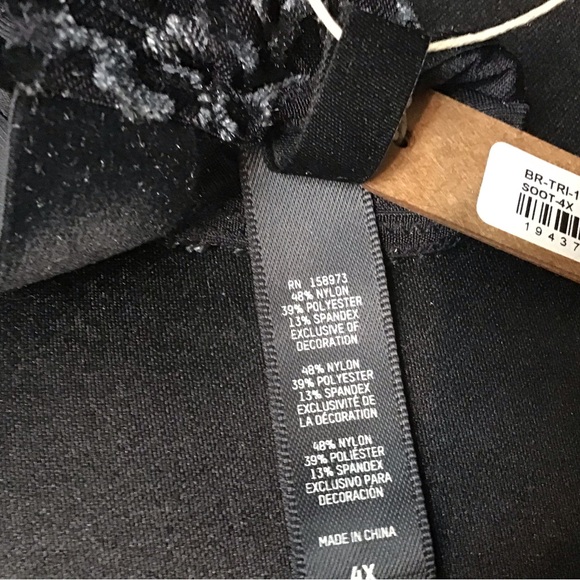 BR-TRI-1
SOOT-4X
19437
RN 158973
48% NYLON
39% POLYESTER
13% SPANDEX
EXCLUSIVE OF
DECORATION
48% NYLON
39% POLYESTER
13% SPANDEX
EXCLUSIVITÉ DE
LA DÉCORATION
48% NYLON
39% POLIÉSTER
13% SPANDEX
EXCLUSIVO PARA
DECORACIÓN
MADE IN CHINA
4X